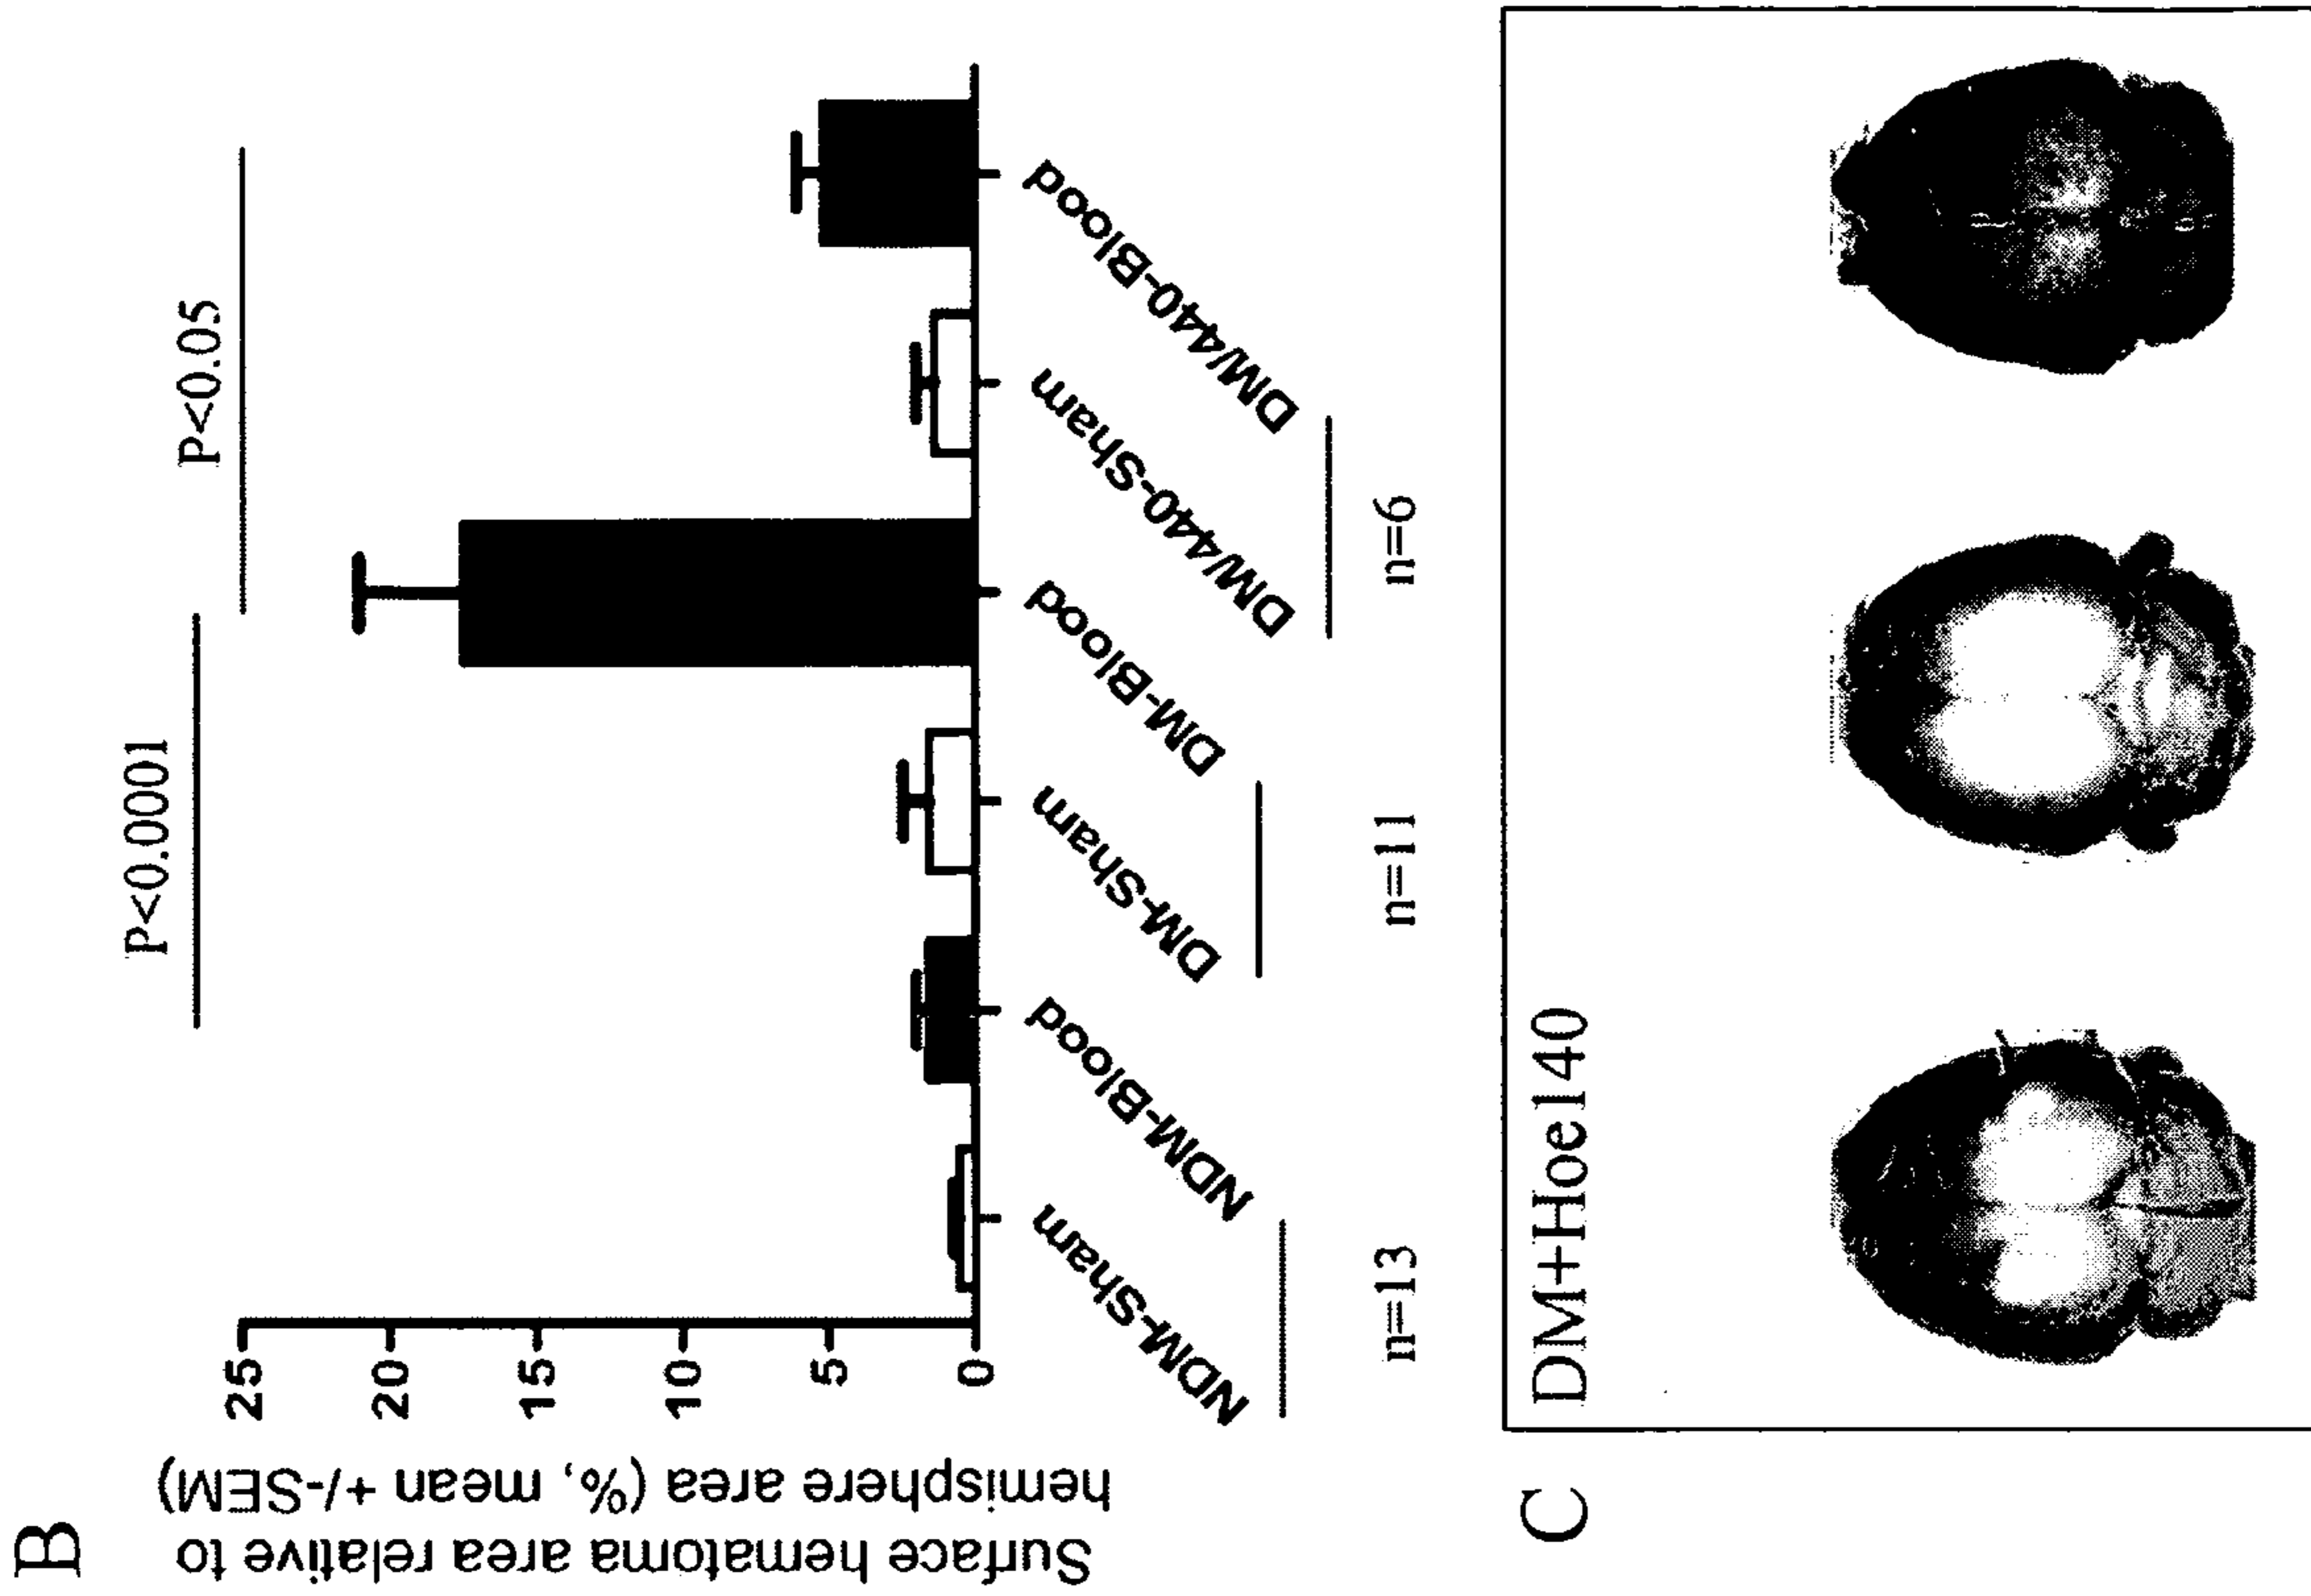 B
Surface hematoma area relative to
hemisphere area (%, mean +/-SEM)
25
20
15
10
5
0
P<0.0001
P<0.05
NDM-Sham
NDM-Blood
DM-Sham
DM-Blood
DM/440-Sham
DM/440-Blood
n=13
n=11
n=6
C
DM+Hoe140